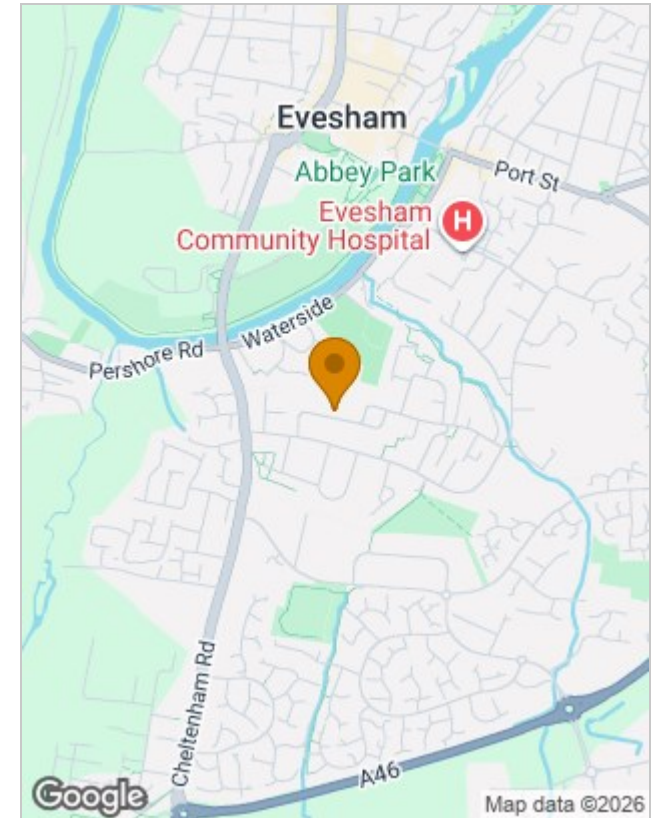 Evesham
Abbey Park
Port St
Evesham
Community Hospital
H
Waterside
Pershore Rd
Cheltenham Rd
A46
Google
Map data ©2026